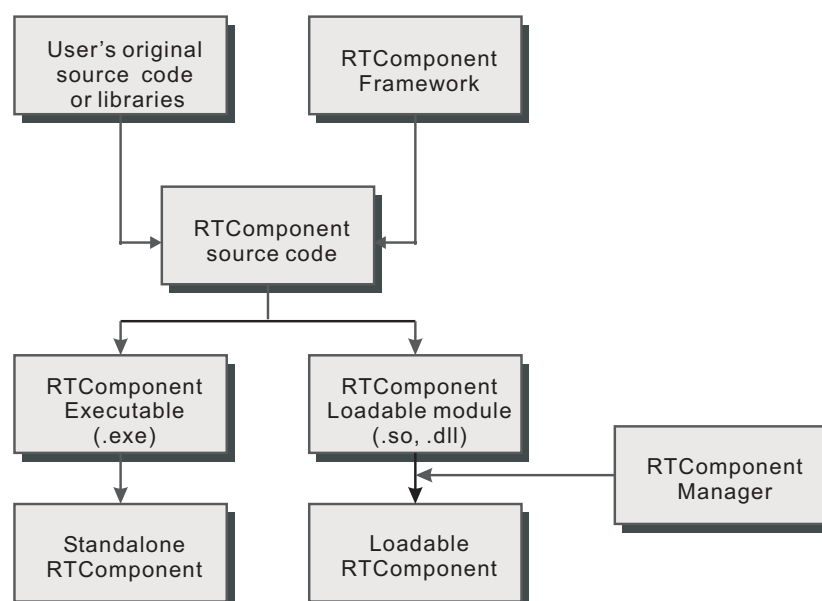 User's original
source code
or libraries
RTComponent
Framework
RTComponent
source code
RTComponent
Executable
(.exe)
RTComponent
Loadable module
(.so, .dll)
RTComponent
Manager
Standalone
RTComponent
Loadable
RTComponent